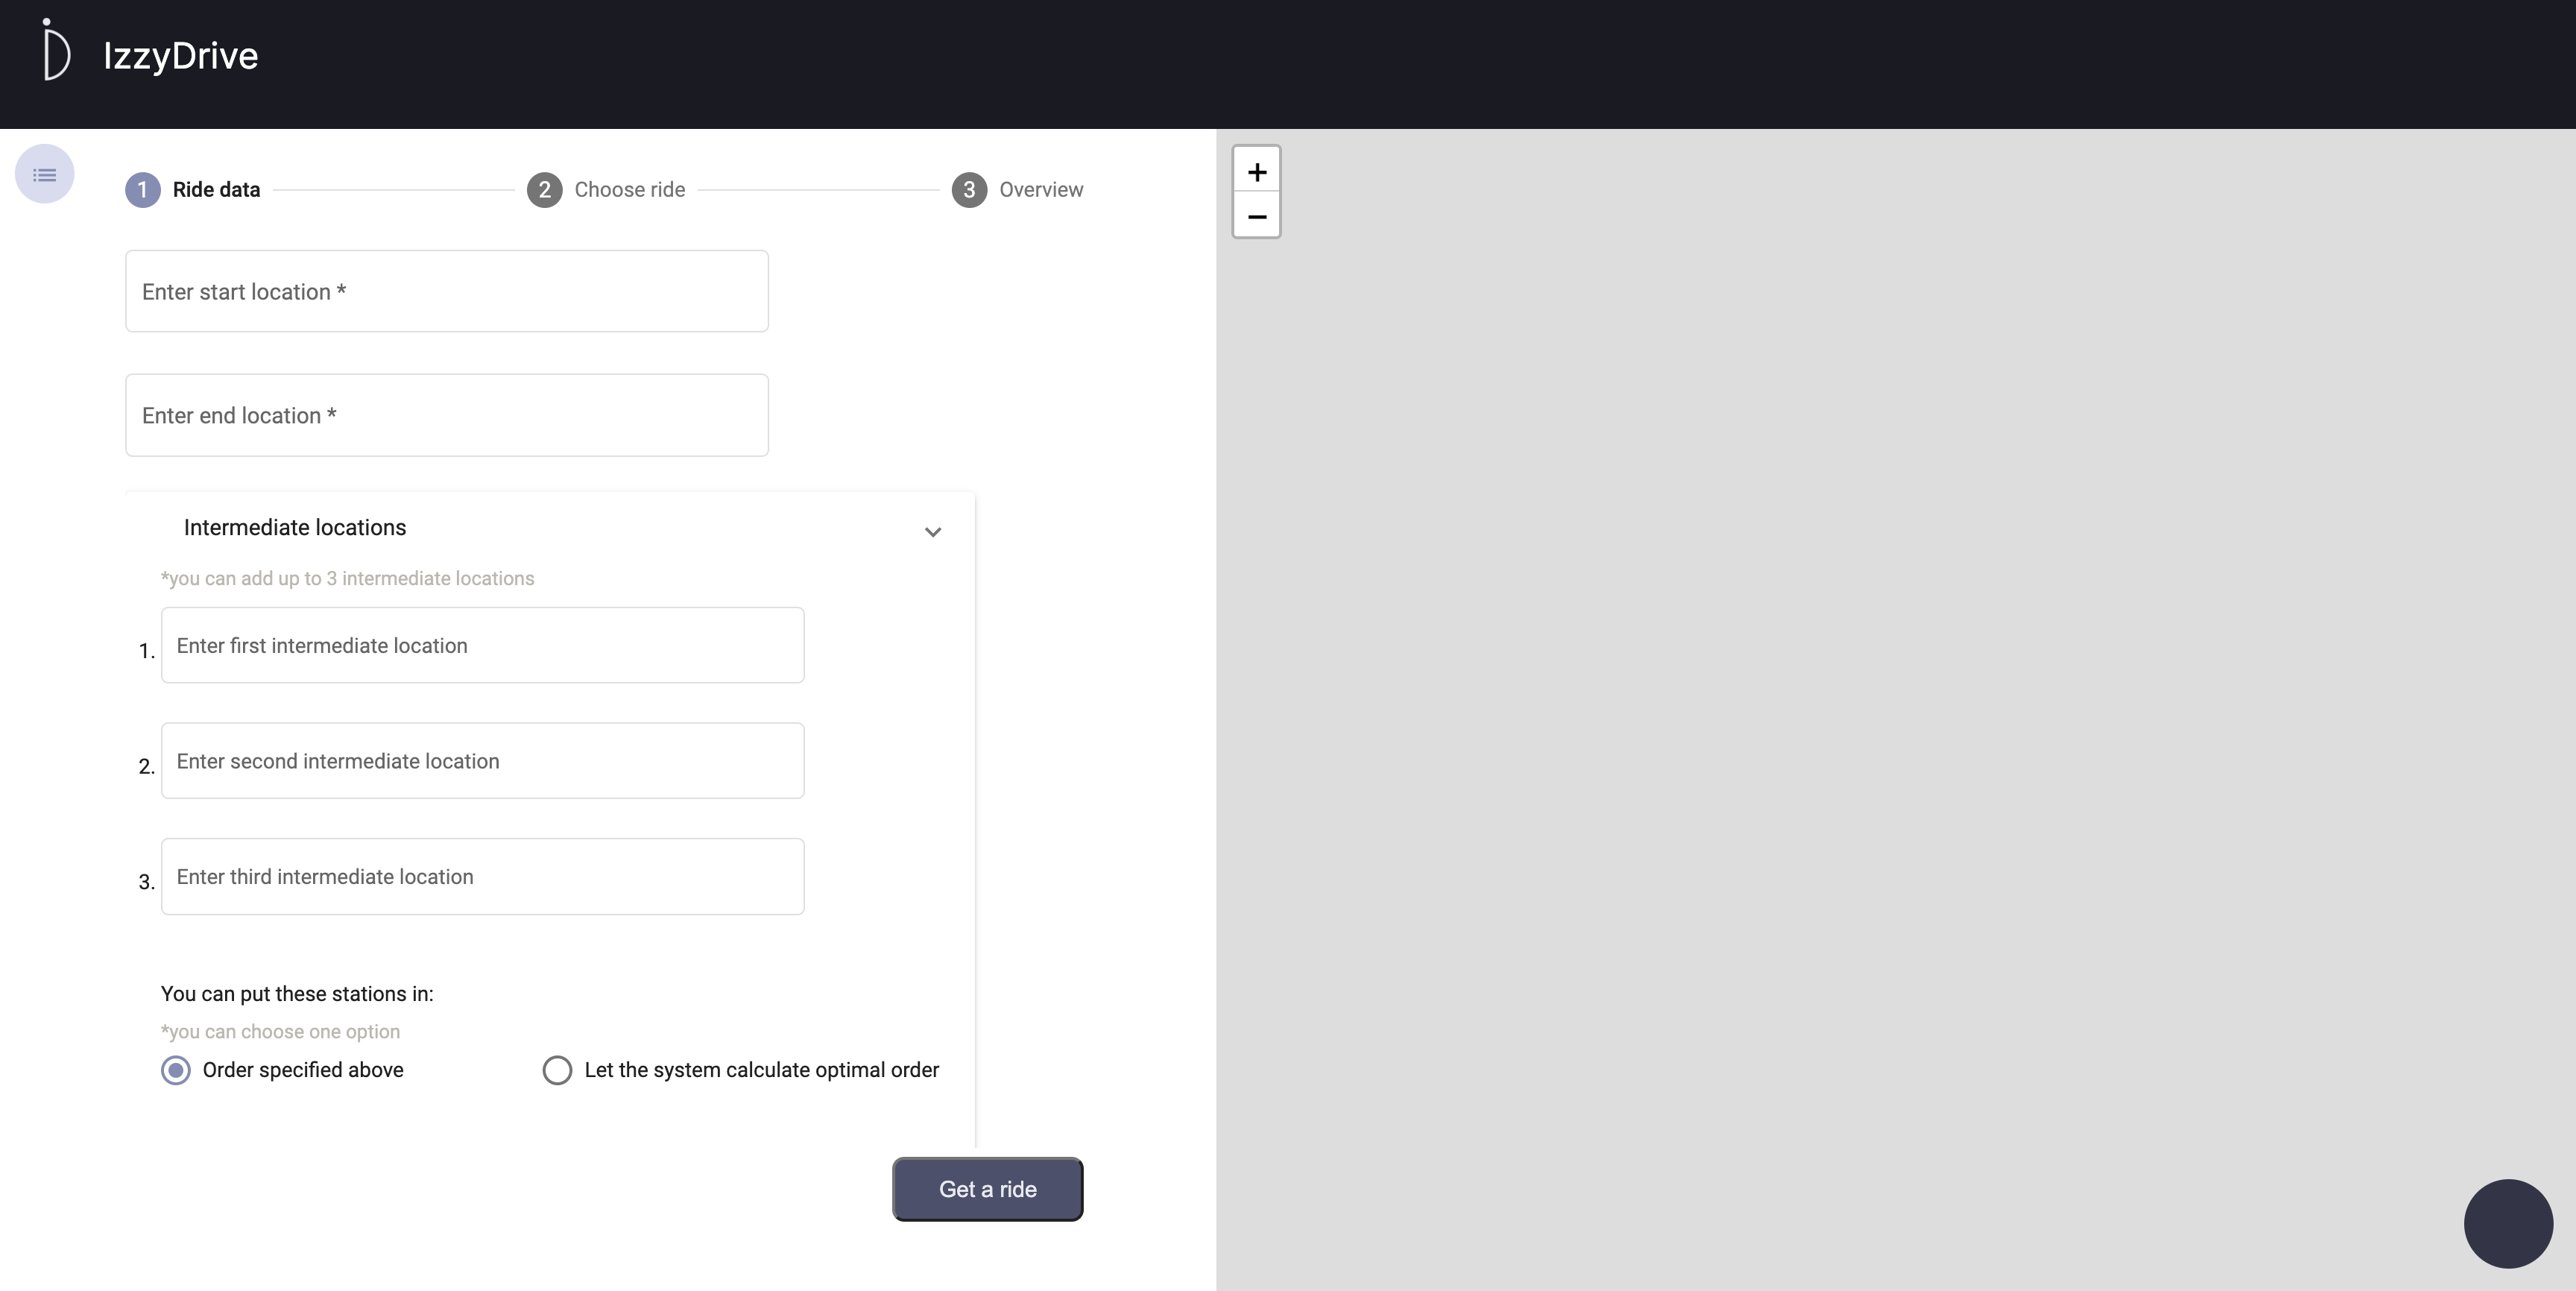 IzzyDrive
1 Ride data 2 Choose ride 3 Overview
+
−
Enter start location *
Enter end location *
Intermediate locations
*you can add up to 3 intermediate locations
1. Enter first intermediate location
2. Enter second intermediate location
3. Enter third intermediate location
You can put these stations in:
*you can choose one option
Order specified above Let the system calculate optimal order
Get a ride